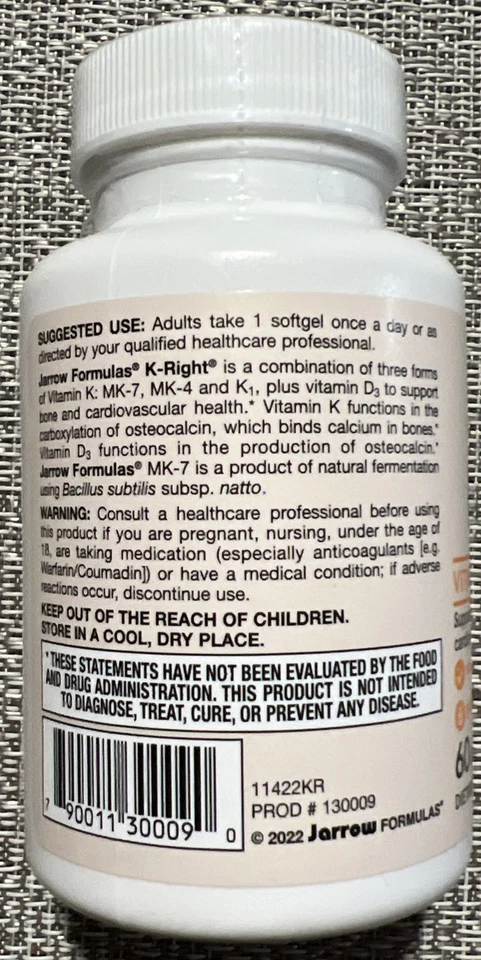 SUGGESTED USE: Adults take 1 softgel once a day or as
directed by your qualified healthcare professional.
Jarrow Formulas® K-Right® is a combination of three forms
of Vitamin K: MK-7, MK-4 and K₁, plus vitamin D₃ to support
bone and cardiovascular health.* Vitamin K functions in the
carboxylation of osteocalcin, which binds calcium in bones.*
Vitamin D₃ functions in the production of osteocalcin.*
Jarrow Formulas® MK-7 is a product of natural fermentation
using Bacillus subtilis subsp. natto.
WARNING: Consult a healthcare professional before using
this product if you are pregnant, nursing, under the age of
18, are taking medication (especially anticoagulants [e.g.
Warfarin/Coumadin]) or have a medical condition; if adverse
reactions occur, discontinue use.
KEEP OUT OF THE REACH OF CHILDREN.
STORE IN A COOL, DRY PLACE.
*THESE STATEMENTS HAVE NOT BEEN EVALUATED BY THE FOOD
AND DRUG ADMINISTRATION. THIS PRODUCT IS NOT INTENDED
TO DIAGNOSE, TREAT, CURE, OR PREVENT ANY DISEASE.
7 90011 30009 0
11422KR
PROD # 130009
© 2022 Jarrow FORMULAS®
60